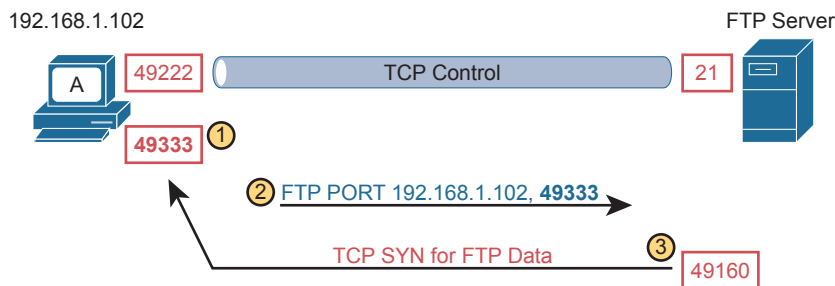 192.168.1.102 FTP Server
A 49222 TCP Control 21
49333 1
2 FTP PORT 192.168.1.102, 49333
3
TCP SYN for FTP Data
49160